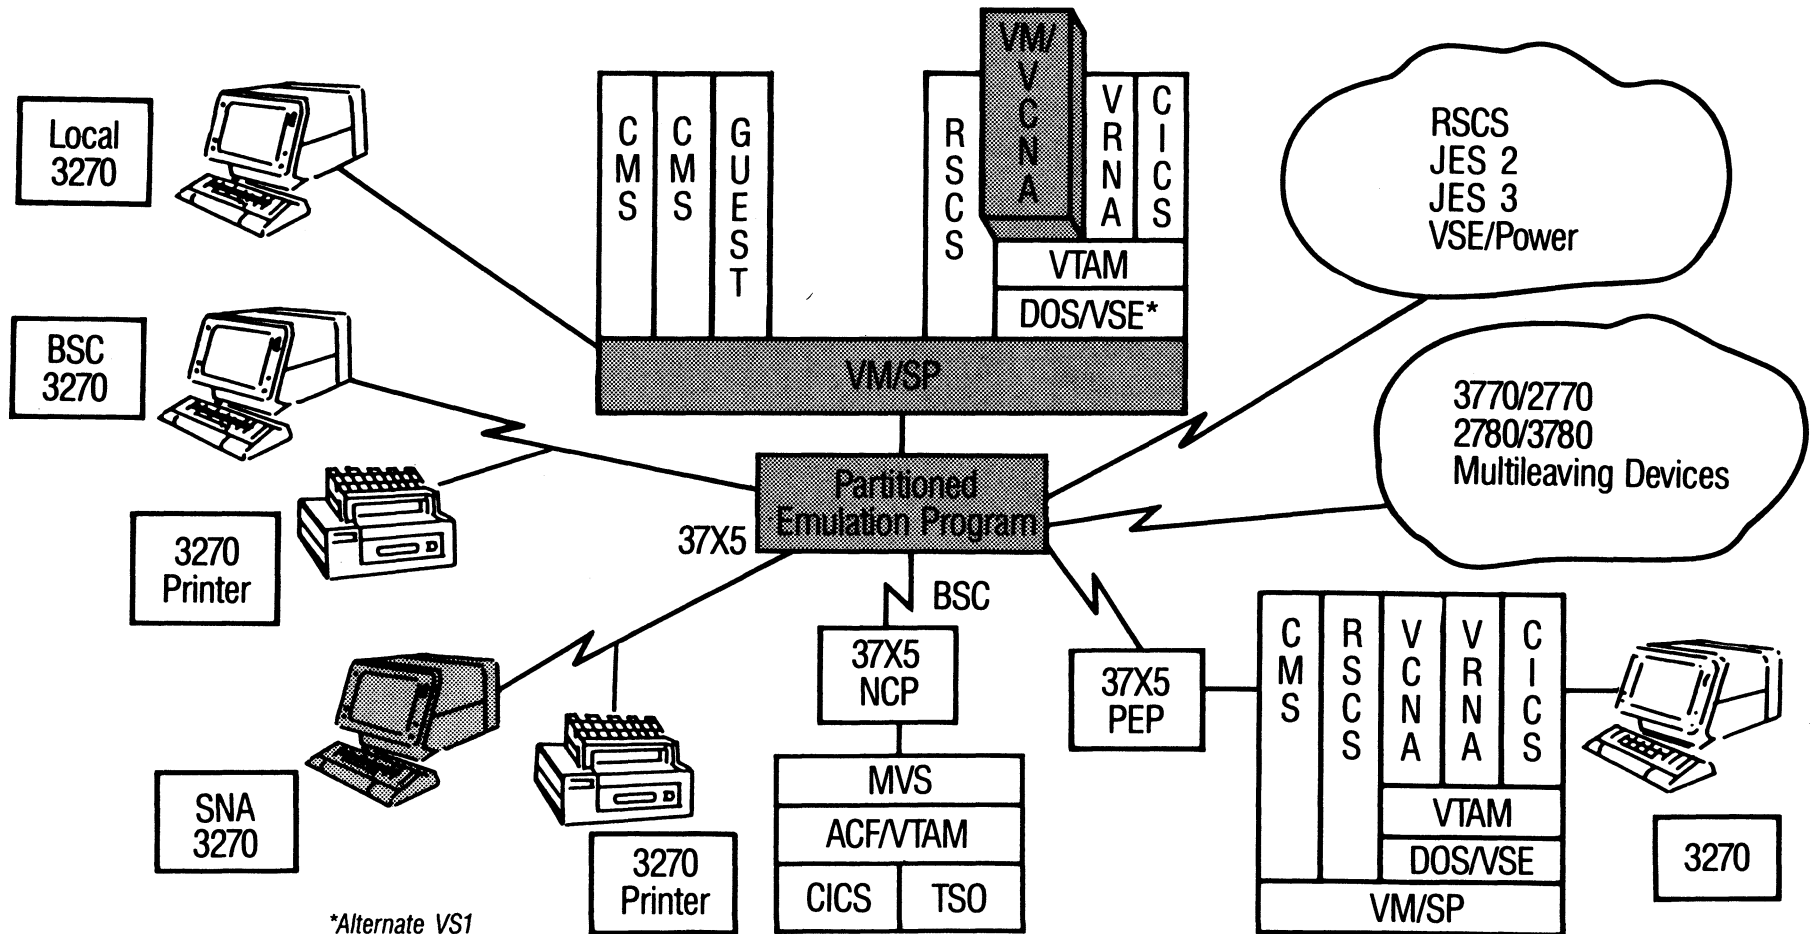 Local
3270
BSC
3270
3270
Printer
SNA
3270
3270
Printer
*Alternate VS1
CMS
CMS
GUEST
RSCS
VM/VCNA
VRNA
CICS
VTAM
DOS/VSE*
VM/SP
Partitioned
Emulation Program
37X5
BSC
37X5
NCP
MVS
ACF/VTAM
CICS
TSO
37X5
PEP
RSCS
JES 2
JES 3
VSE/Power
3770/2770
2780/3780
Multileaving Devices
CMS
RSCS
VCNA
VRNA
CICS
VTAM
DOS/VSE
VM/SP
3270